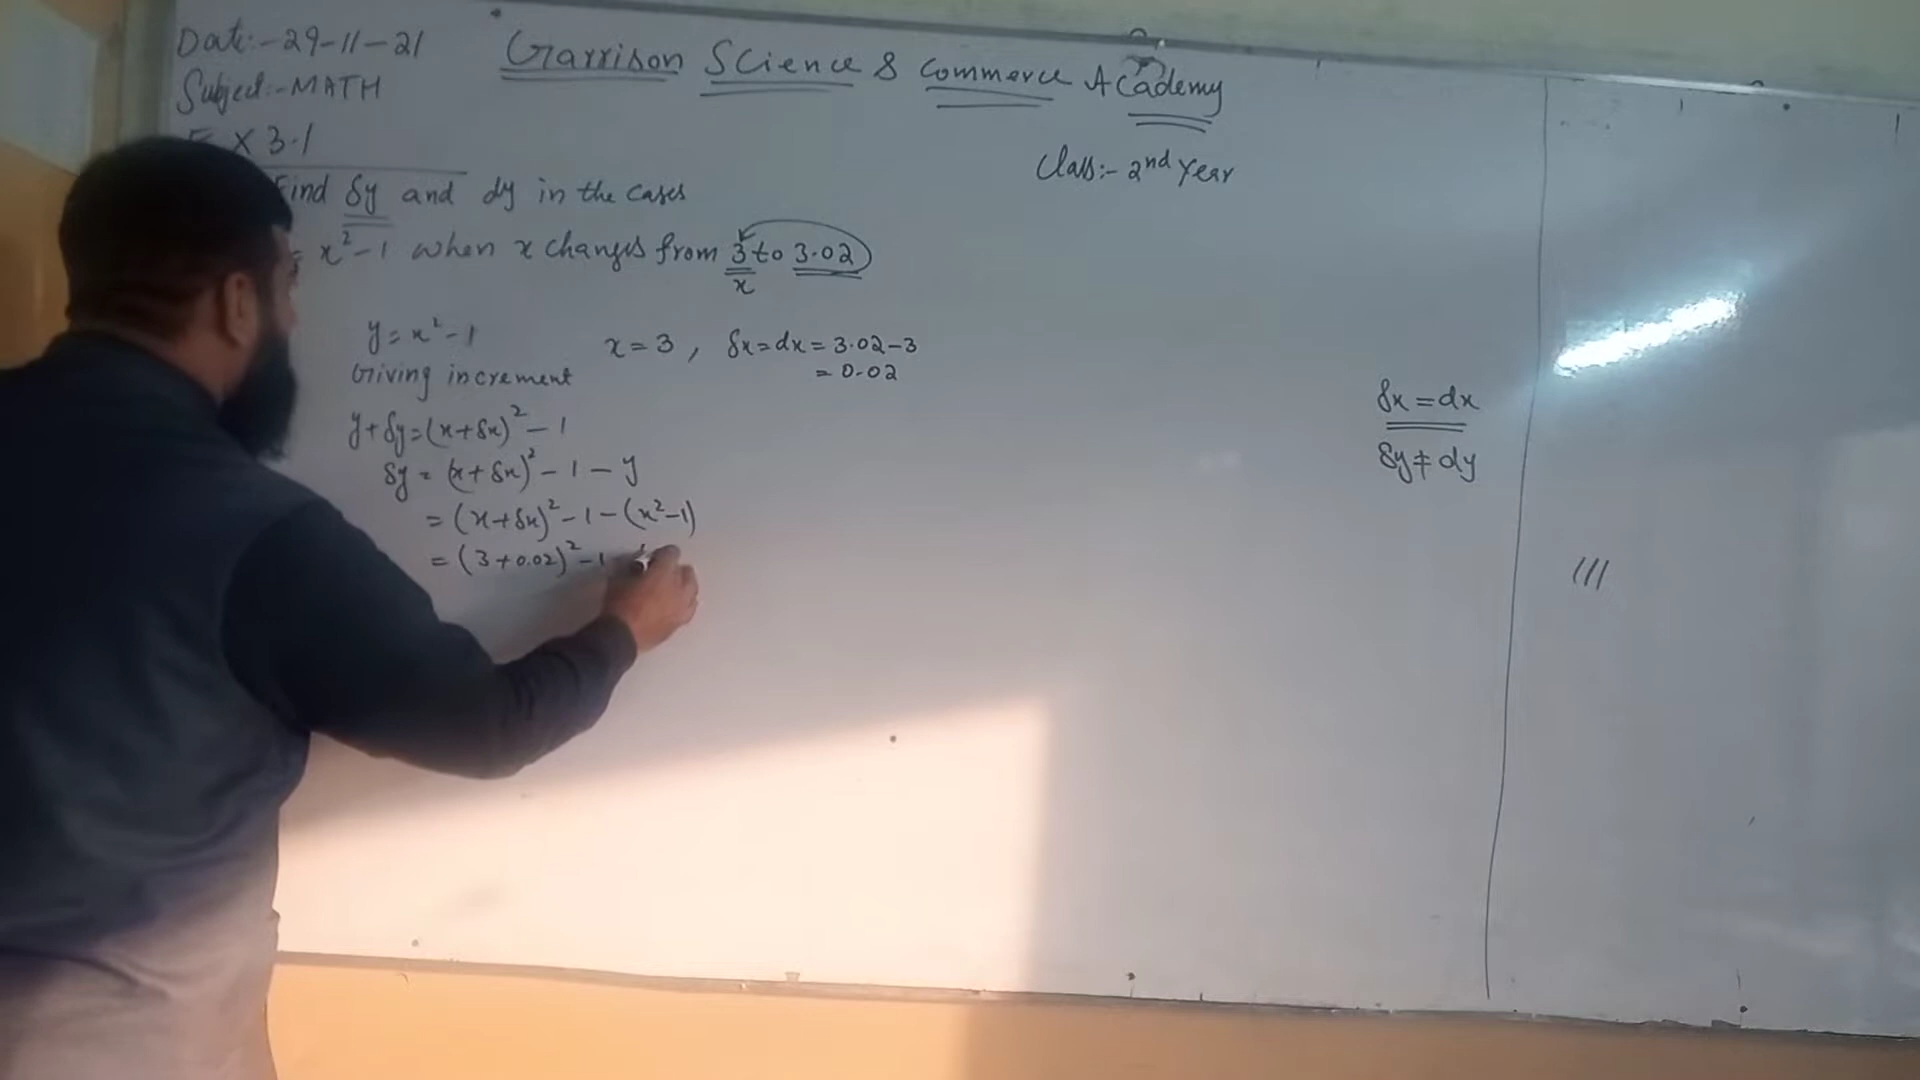 Date:-29-11-21
Subject:-MATH
Garrison Science & Commerce Academy
Class:- 2nd Year
EX 3.1
Find δy and dy in the cases
= x²-1 when x changes from 3 to 3.02
x
y = x²-1
x = 3 , δx = dx = 3.02-3
= 0.02
Giving increment
y+δy = (x+δx)² - 1
δy = (x+δx)² - 1 - y
= (x+δx)² - 1 - (x²-1)
= (3+0.02)² - 1
δx = dx
δy ≠ dy
///